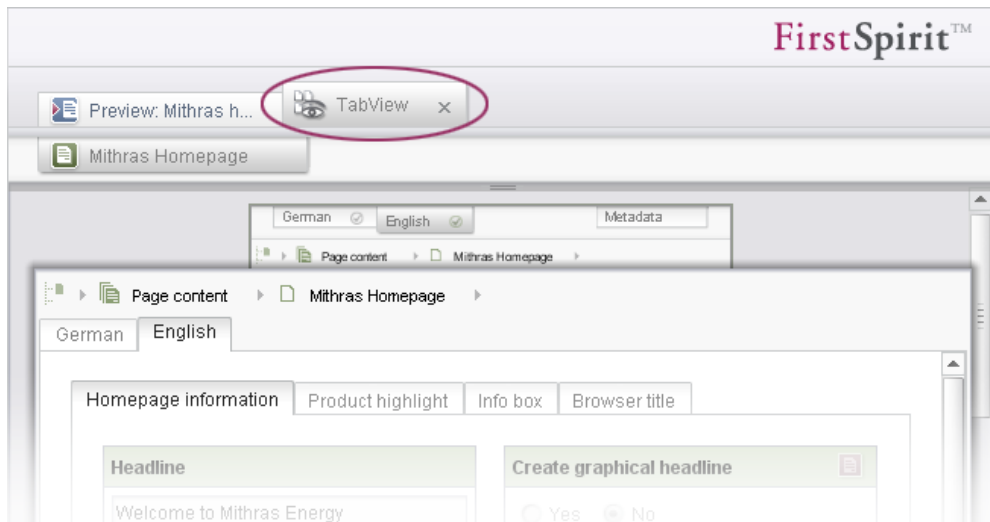 FirstSpirit™
Preview: Mithras h...
TabView
Mithras Homepage
German English Metadata
Page content Mithras Homepage
Page content Mithras Homepage
German English
Homepage information Product highlight Info box Browser title
Headline Create graphical headline
Welcome to Mithras Energy Yes No